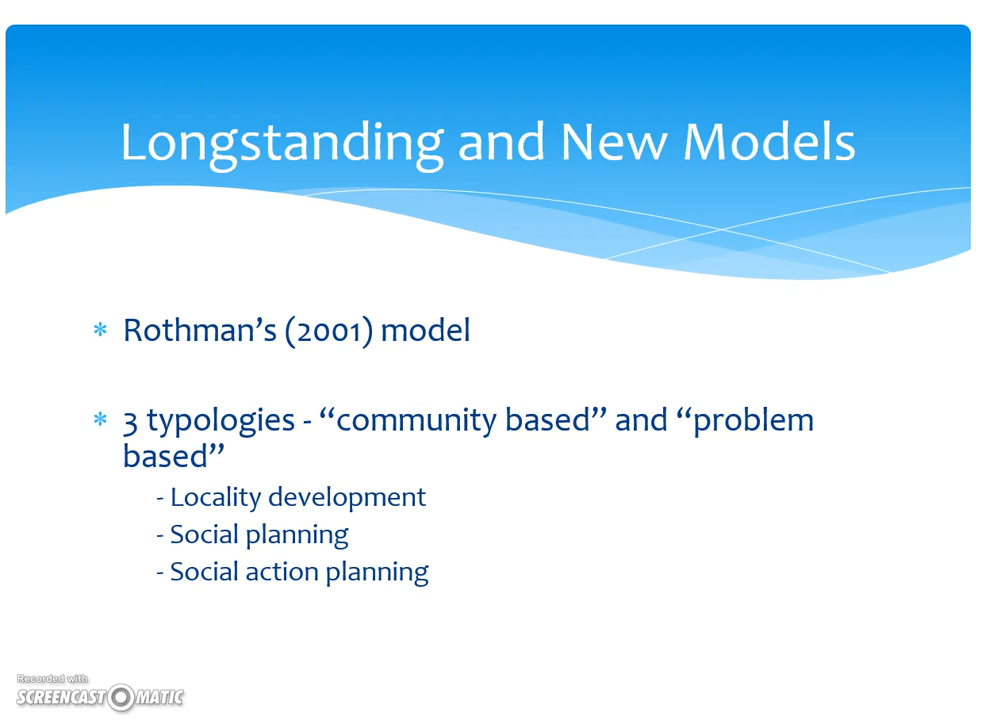 Longstanding and New Models
* Rothman’s (2001) model
* 3 typologies - “community based” and “problem
based”
- Locality development
- Social planning
- Social action planning
Recorded with
SCREENCAST O MATIC